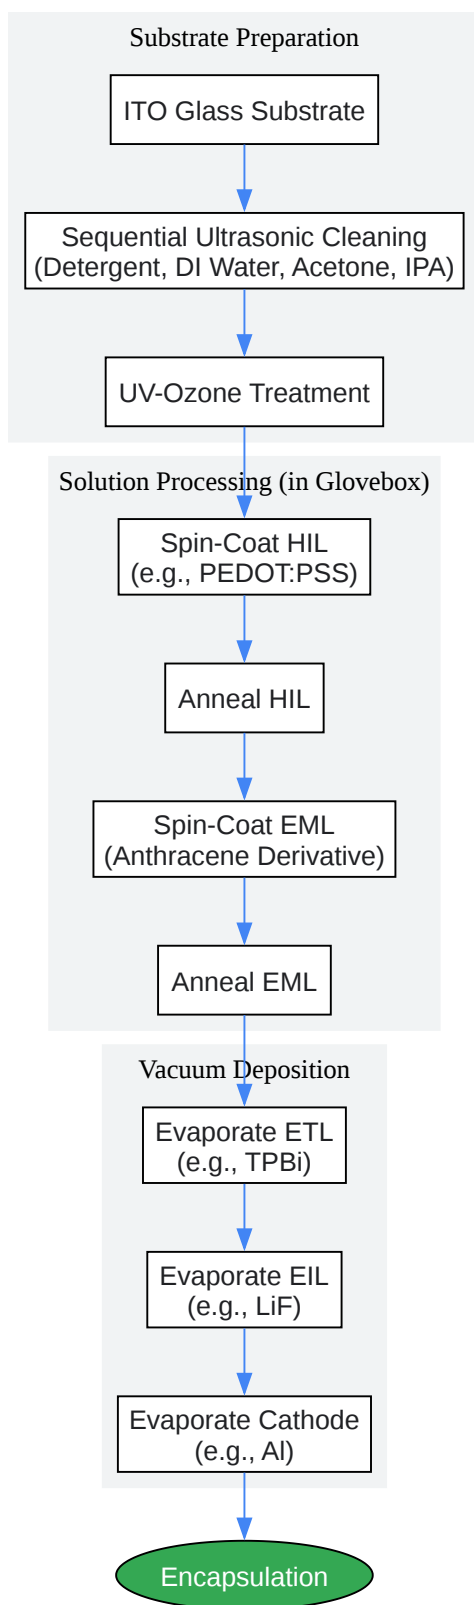 Substrate Preparation
ITO Glass Substrate
Sequential Ultrasonic Cleaning
(Detergent, DI Water, Acetone, IPA)
UV-Ozone Treatment
Solution Processing (in Glovebox)
Spin-Coat HIL
(e.g., PEDOT:PSS)
Anneal HIL
Spin-Coat EML
(Anthracene Derivative)
Anneal EML
Vacuum Deposition
Evaporate ETL
(e.g., TPBi)
Evaporate EIL
(e.g., LiF)
Evaporate Cathode
(e.g., Al)
Encapsulation